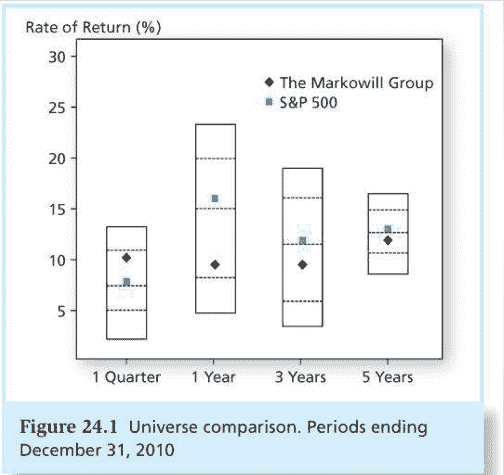 Rate of Return (%)
30
25
20
15
10
5
The Markowill Group
S&P 500
1 Quarter 1 Year 3 Years 5 Years
Figure 24.1 Universe comparison. Periods ending
December 31, 2010